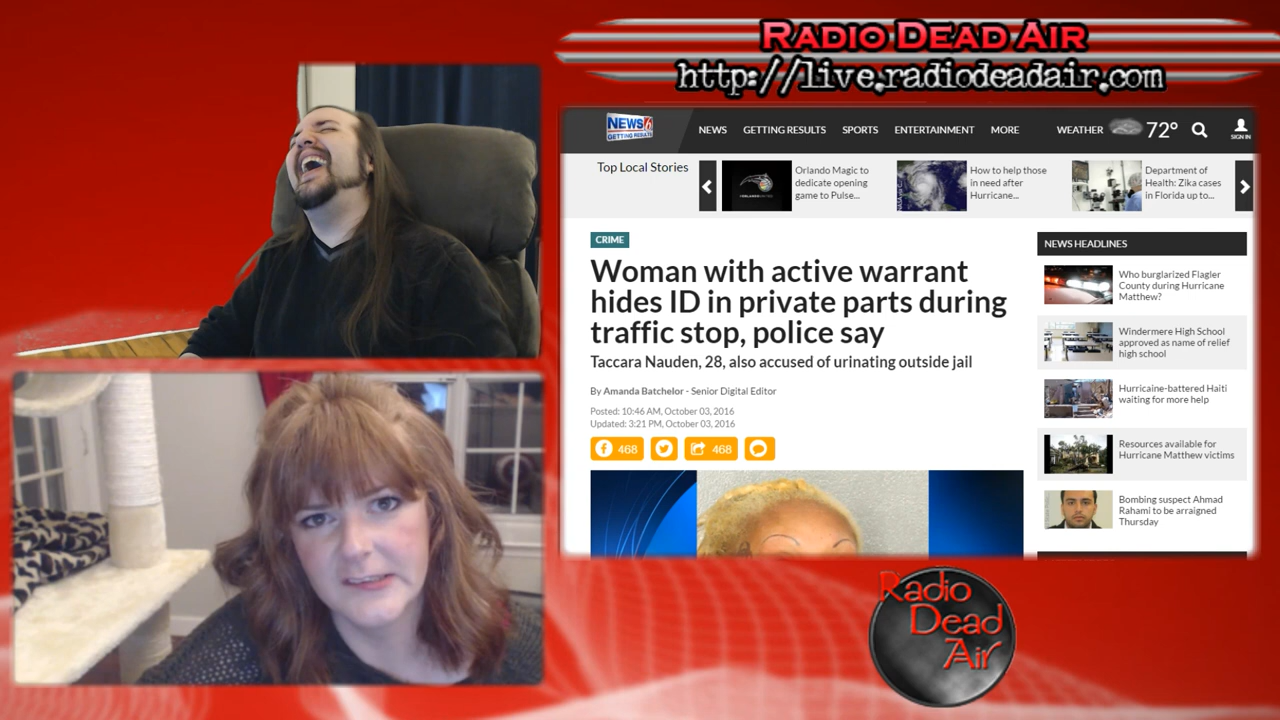 RADIO DEAD AIR
http://live.radiodeadair.com
NEWS 6
GETTING RESULTS
NEWS GETTING RESULTS SPORTS ENTERTAINMENT MORE WEATHER 72° SIGN IN
Top Local Stories
Orlando Magic to
dedicate opening
game to Pulse...
How to help those
in need after
Hurricane...
Department of
Health: Zika cases
in Florida up to...
CRIME
Woman with active warrant
hides ID in private parts during
traffic stop, police say
Taccara Nauden, 28, also accused of urinating outside jail
By Amanda Batchelor - Senior Digital Editor
Posted: 10:46 AM, October 03, 2016
Updated: 3:21 PM, October 03, 2016
468 468
NEWS HEADLINES
Who burglarized Flagler
County during Hurricane
Matthew?
Windermere High School
approved as name of relief
high school
Hurricane-battered Haiti
waiting for more help
Resources available for
Hurricane Matthew victims
Bombing suspect Ahmad
Rahami to be arraigned
Thursday
Radio
Dead
Air